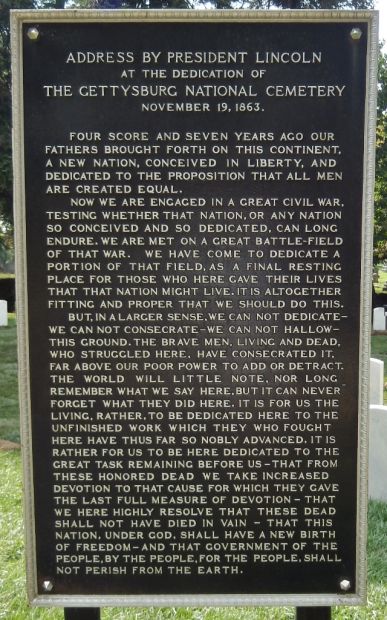 ADDRESS BY PRESIDENT LINCOLN
AT THE DEDICATION OF
THE GETTYSBURG NATIONAL CEMETERY
NOVEMBER 19, 1863.
FOUR SCORE AND SEVEN YEARS AGO OUR
FATHERS BROUGHT FORTH ON THIS CONTINENT,
A NEW NATION, CONCEIVED IN LIBERTY, AND
DEDICATED TO THE PROPOSITION THAT ALL MEN
ARE CREATED EQUAL.
NOW WE ARE ENGAGED IN A GREAT CIVIL WAR,
TESTING WHETHER THAT NATION, OR ANY NATION
SO CONCEIVED AND SO DEDICATED, CAN LONG
ENDURE. WE ARE MET ON A GREAT BATTLE-FIELD
OF THAT WAR. WE HAVE COME TO DEDICATE A
PORTION OF THAT FIELD, AS A FINAL RESTING
PLACE FOR THOSE WHO HERE GAVE THEIR LIVES
THAT THAT NATION MIGHT LIVE. IT IS ALTOGETHER
FITTING AND PROPER THAT WE SHOULD DO THIS.
BUT, IN A LARGER SENSE, WE CAN NOT DEDICATE–
WE CAN NOT CONSECRATE–WE CAN NOT HALLOW–
THIS GROUND. THE BRAVE MEN, LIVING AND DEAD,
WHO STRUGGLED HERE, HAVE CONSECRATED IT,
FAR ABOVE OUR POOR POWER TO ADD OR DETRACT.
THE WORLD WILL LITTLE NOTE, NOR LONG
REMEMBER WHAT WE SAY HERE, BUT IT CAN NEVER
FORGET WHAT THEY DID HERE. IT IS FOR US THE
LIVING, RATHER, TO BE DEDICATED HERE TO THE
UNFINISHED WORK WHICH THEY WHO FOUGHT
HERE HAVE THUS FAR SO NOBLY ADVANCED. IT IS
RATHER FOR US TO BE HERE DEDICATED TO THE
GREAT TASK REMAINING BEFORE US – THAT FROM
THESE HONORED DEAD WE TAKE INCREASED
DEVOTION TO THAT CAUSE FOR WHICH THEY GAVE
THE LAST FULL MEASURE OF DEVOTION – THAT
WE HERE HIGHLY RESOLVE THAT THESE DEAD
SHALL NOT HAVE DIED IN VAIN – THAT THIS
NATION, UNDER GOD, SHALL HAVE A NEW BIRTH
OF FREEDOM – AND THAT GOVERNMENT OF THE
PEOPLE, BY THE PEOPLE, FOR THE PEOPLE, SHALL
NOT PERISH FROM THE EARTH.